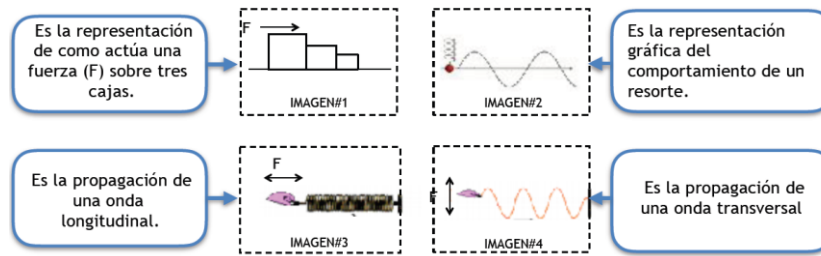 Es la representación
de como actúa una
fuerza (F) sobre tres
cajas.
F
IMAGEN#1
IMAGEN#2
Es la representación
gráfica del
comportamiento de un
resorte.
Es la propagación de
una onda
longitudinal.
F
IMAGEN#3
F
IMAGEN#4
Es la propagación de
una onda transversal